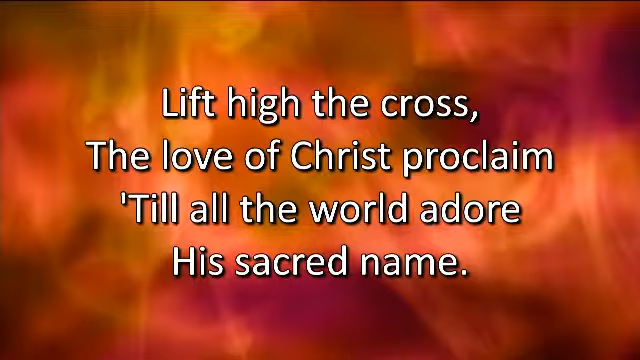 Lift high the cross,
The love of Christ proclaim
'Till all the world adore
His sacred name.